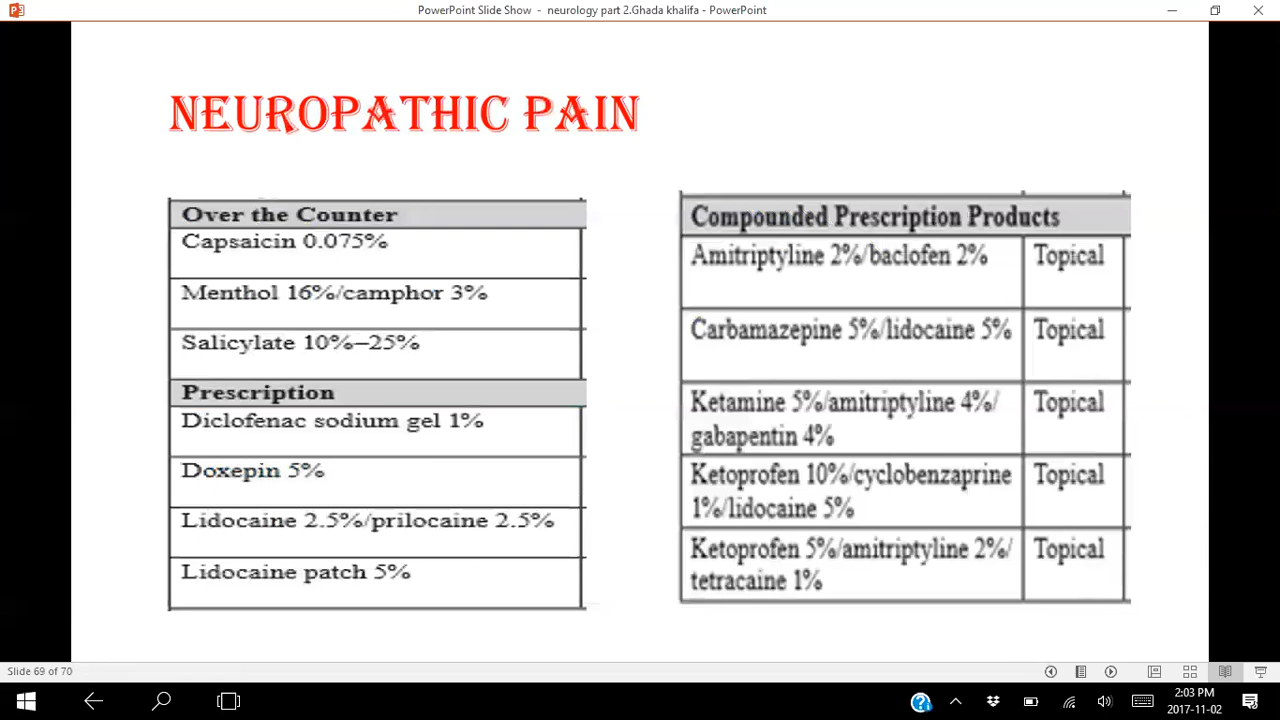 PowerPoint Slide Show - neurology part 2.Ghada khalifa - PowerPoint
NEUROPATHIC PAIN
Over the Counter
Capsaicin 0.075%
Menthol 16%/camphor 3%
Salicylate 10%–25%
Prescription
Diclofenac sodium gel 1%
Doxepin 5%
Lidocaine 2.5%/prilocaine 2.5%
Lidocaine patch 5%
Compounded Prescription Products
Amitriptyline 2%/baclofen 2% Topical
Carbamazepine 5%/lidocaine 5% Topical
Ketamine 5%/amitriptyline 4%/ Topical
gabapentin 4%
Ketoprofen 10%/cyclobenzaprine Topical
1%/lidocaine 5%
Ketoprofen 5%/amitriptyline 2%/ Topical
tetracaine 1%
Slide 69 of 70
2:03 PM
2017-11-02